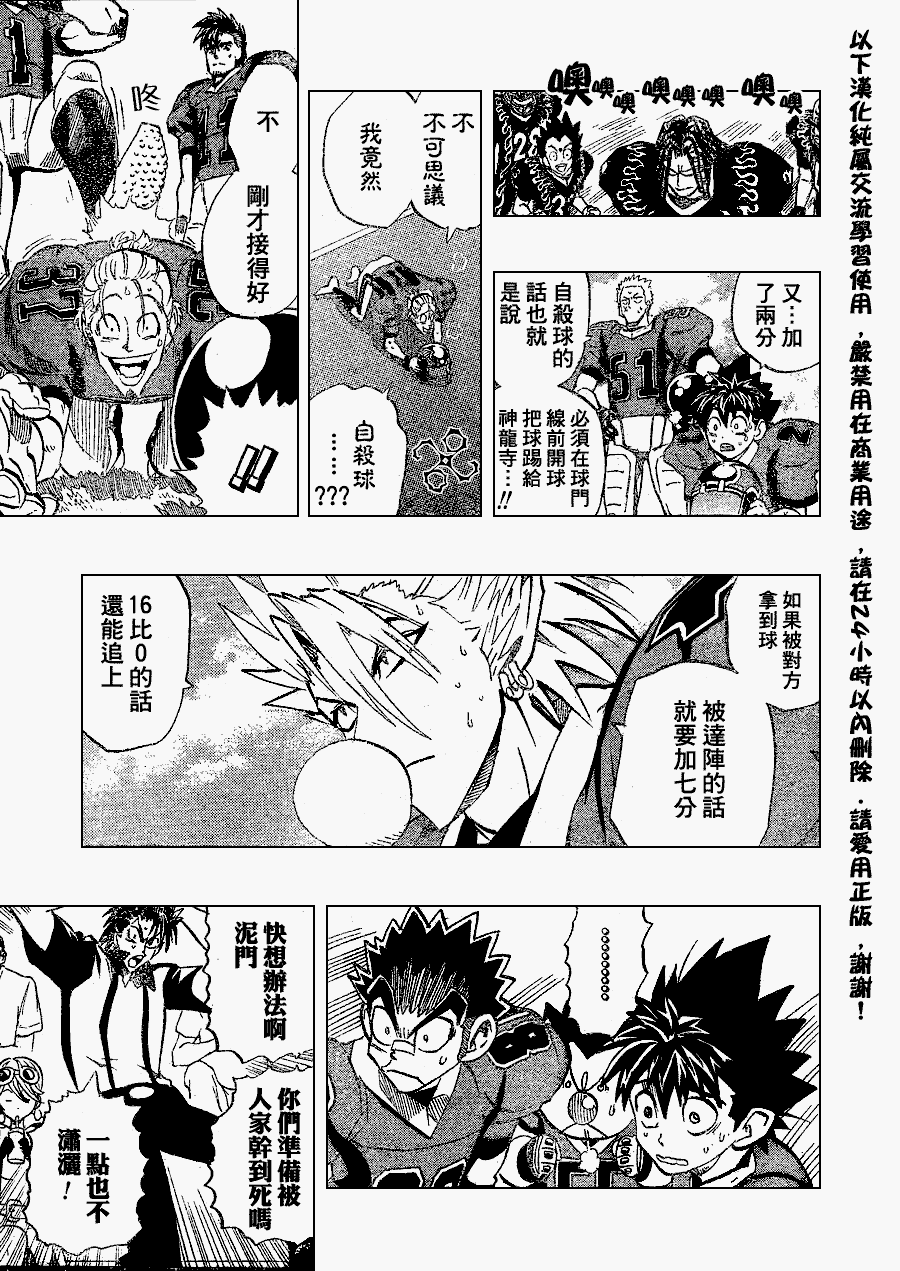 以下漢化純屬交流學習使用，嚴禁用在商業用途，請在24小時以內刪除．請愛用正版，謝謝！
噢噢噢噢噢噢噢噢
又…加
了兩分
自殺球的
話也就
是說
必須在球門
線前開球
把球踢給
神龍寺…!!
51
不
不可思議
我竟然
自殺球
……
???
咚
不
剛才接得好
!!!
如果被對方
拿到球
被達陣的話
就要加七分
16比0的話
還能追上
…………
快想辦法啊
泥門
你們準備被
人家幹到死嗎
一點也不
瀟灑！